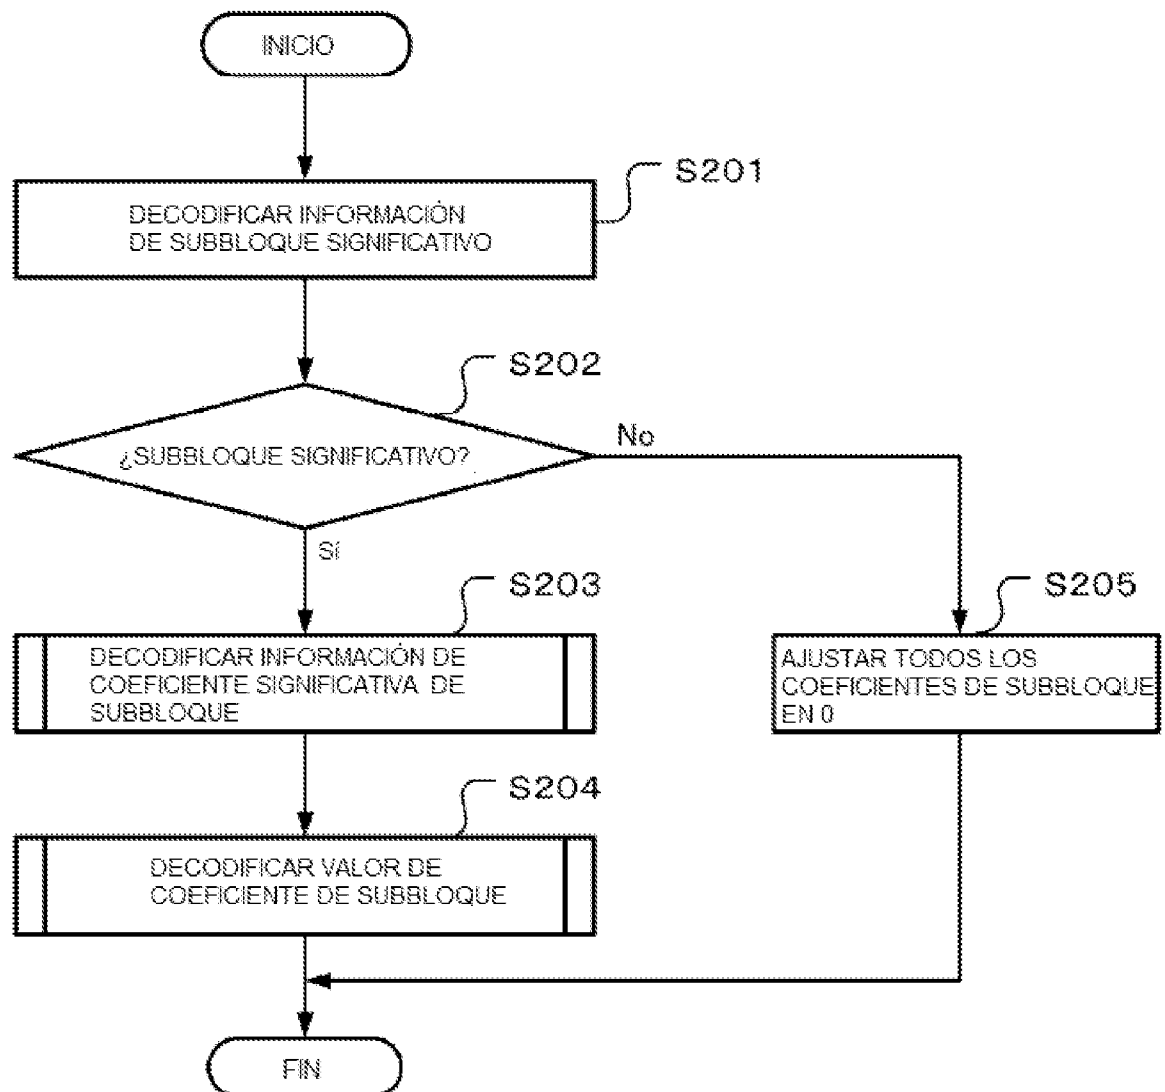 INICIO
S201
DECODIFICAR INFORMACIÓN
DE SUBBLOQUE SIGNIFICATIVO
S202
¿SUBBLOQUE SIGNIFICATIVO?
No
Sí
S203
DECODIFICAR INFORMACIÓN DE
COEFICIENTE SIGNIFICATIVA DE
SUBBLOQUE
S205
AJUSTAR TODOS LOS
COEFICIENTES DE SUBBLOQUE
EN 0
S204
DECODIFICAR VALOR DE
COEFICIENTE DE SUBBLOQUE
FIN